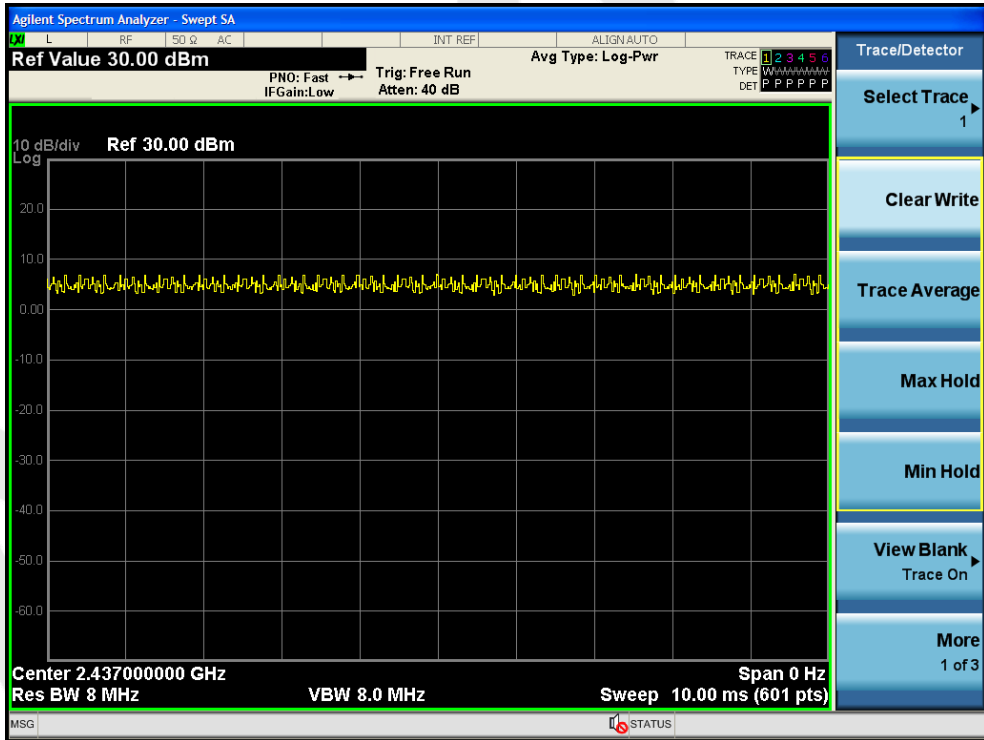 Agilent Spectrum Analyzer - Swept SA
LXI L RF 50 Ω AC INT REF ALIGN AUTO
Ref Value 30.00 dBm
PNO: Fast
IFGain:Low
Trig: Free Run
Atten: 40 dB
Avg Type: Log-Pwr
TRACE 1 2 3 4 5 6
TYPE
DET P P P P P P
10 dB/div Ref 30.00 dBm
Log
20.0
10.0
0.00
-10.0
-20.0
-30.0
-40.0
-50.0
-60.0
Center 2.437000000 GHz Span 0 Hz
Res BW 8 MHz VBW 8.0 MHz Sweep 10.00 ms (601 pts)
MSG STATUS
Trace/Detector
Select Trace
1
Clear Write
Trace Average
Max Hold
Min Hold
View Blank
Trace On
More
1 of 3